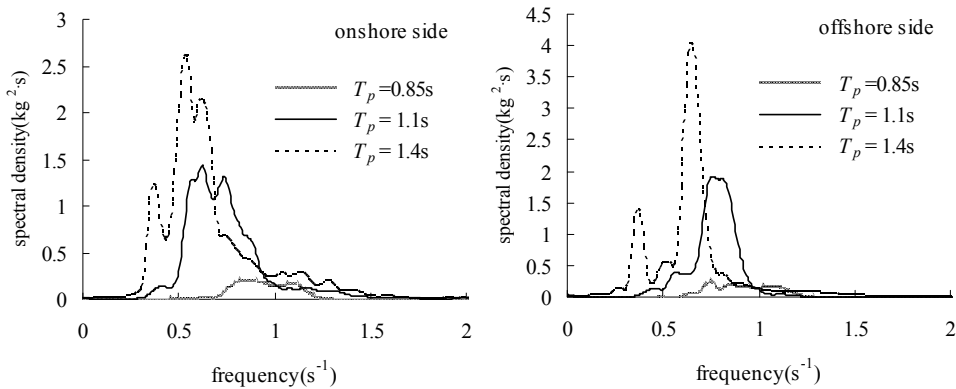 onshore side
T_p =0.85s
T_p = 1.1s
T_p = 1.4s
spectral density(kg²·s)
3
2.5
2
1.5
1
0.5
0
0 0.5 1 1.5 2
frequency(s⁻¹)
offshore side
T_p =0.85s
T_p = 1.1s
T_p = 1.4s
spectral density(kg²·s)
4.5
4
3.5
3
2.5
2
1.5
1
0.5
0
0 0.5 1 1.5 2
frequency(s⁻¹)